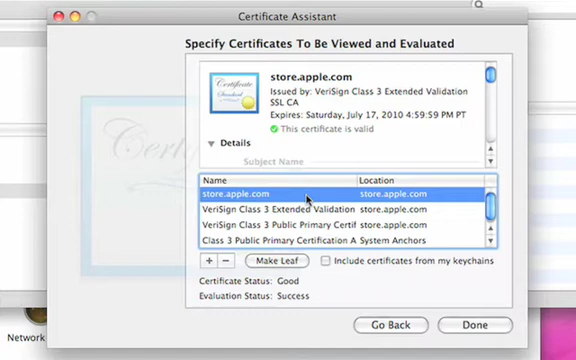 Certificate Assistant
Specify Certificates To Be Viewed and Evaluated
Certificate
Standard
store.apple.com
Issued by: VeriSign Class 3 Extended Validation
SSL CA
Expires: Saturday, July 17, 2010 4:59:59 PM
This certificate is valid
Details
Subject Name
Name Location
store.apple.com store.apple.com
VeriSign Class 3 Extended Validation store.apple.com
VeriSign Class 3 Public Primary Certif store.apple.com
Class 3 Public Primary Certification A System Anchors
+ − Make Leaf Include certificates from my keychains
Certificate Status: Good
Evaluation Status: Success
Go Back Done
Network